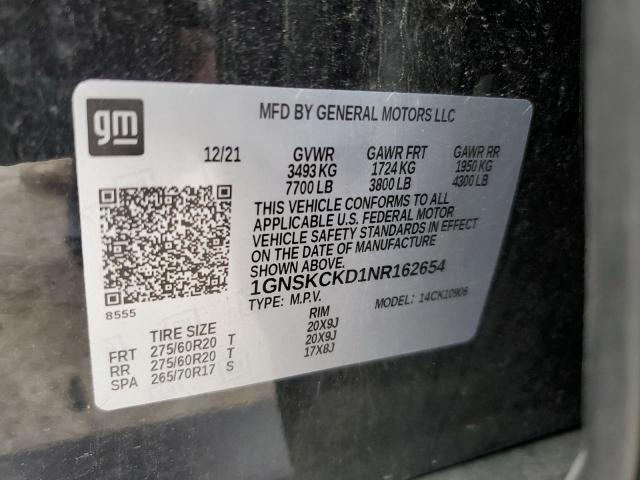 gm
MFD BY GENERAL MOTORS LLC
12/21 GVWR GAWR FRT GAWR RR
3493 KG 1724 KG 1950 KG
7700 LB 3800 LB 4300 LB
THIS VEHICLE CONFORMS TO ALL
APPLICABLE U.S. FEDERAL MOTOR
VEHICLE SAFETY STANDARDS IN EFFECT
ON THE DATE OF MANUFACTURE
SHOWN ABOVE.
1GNSKCKD1NR162654
8555
TYPE: M.P.V. MODEL: 14CK10906
TIRE SIZE RIM
FRT 275/60R20 T 20X9J
RR 275/60R20 T 20X9J
SPA 265/70R17 S 17X8J